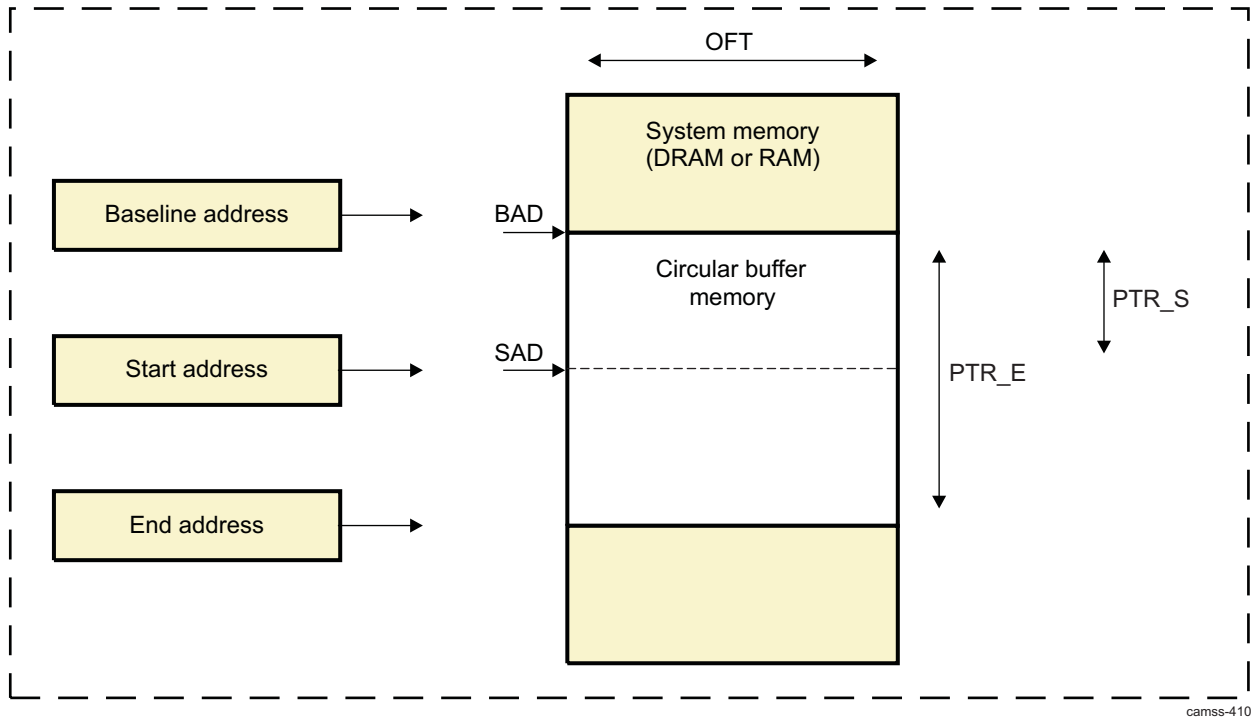 OFT
System memory
(DRAM or RAM)
Baseline address
BAD
Circular buffer
memory
PTR_S
Start address
SAD
PTR_E
End address
camss-410